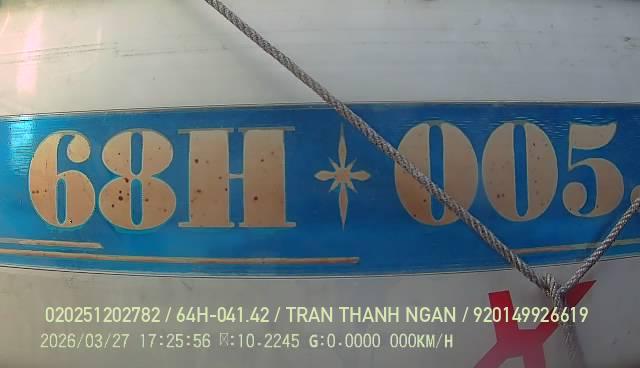 68H 005
020251202782 / 64H-041.42 / TRAN THANH NGAN / 920149926619
2026/03/27 17:25:56 :10.2245 G:0.0000 000KM/H